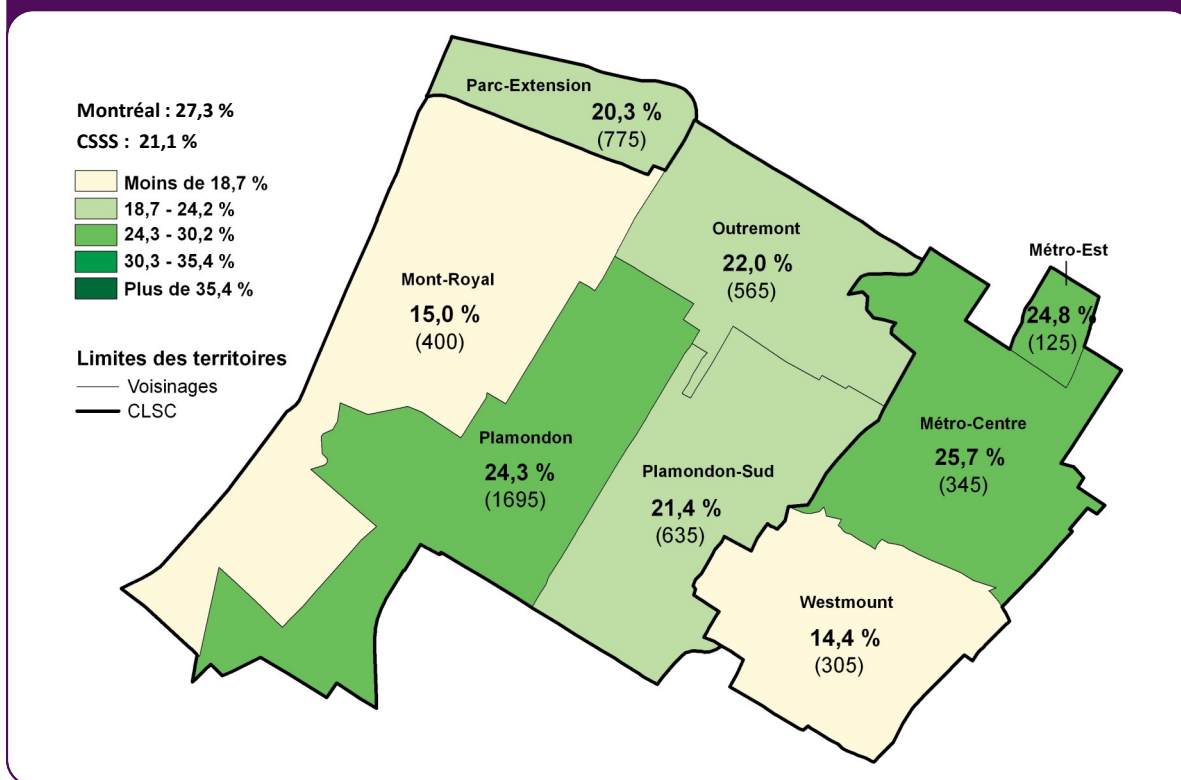 Montréal : 27,3 %
CSSS : 21,1 %
Moins de 18,7 %
18,7 - 24,2 %
24,3 - 30,2 %
30,3 - 35,4 %
Plus de 35,4 %
Limites des territoires
Voisinages
CLSC
Parc-Extension
20,3 %
(775)
Outremont
22,0 %
(565)
Métro-Est
24,8 %
(125)
Mont-Royal
15,0 %
(400)
Plamondon
24,3 %
(1695)
Plamondon-Sud
21,4 %
(635)
Métro-Centre
25,7 %
(345)
Westmount
14,4 %
(305)